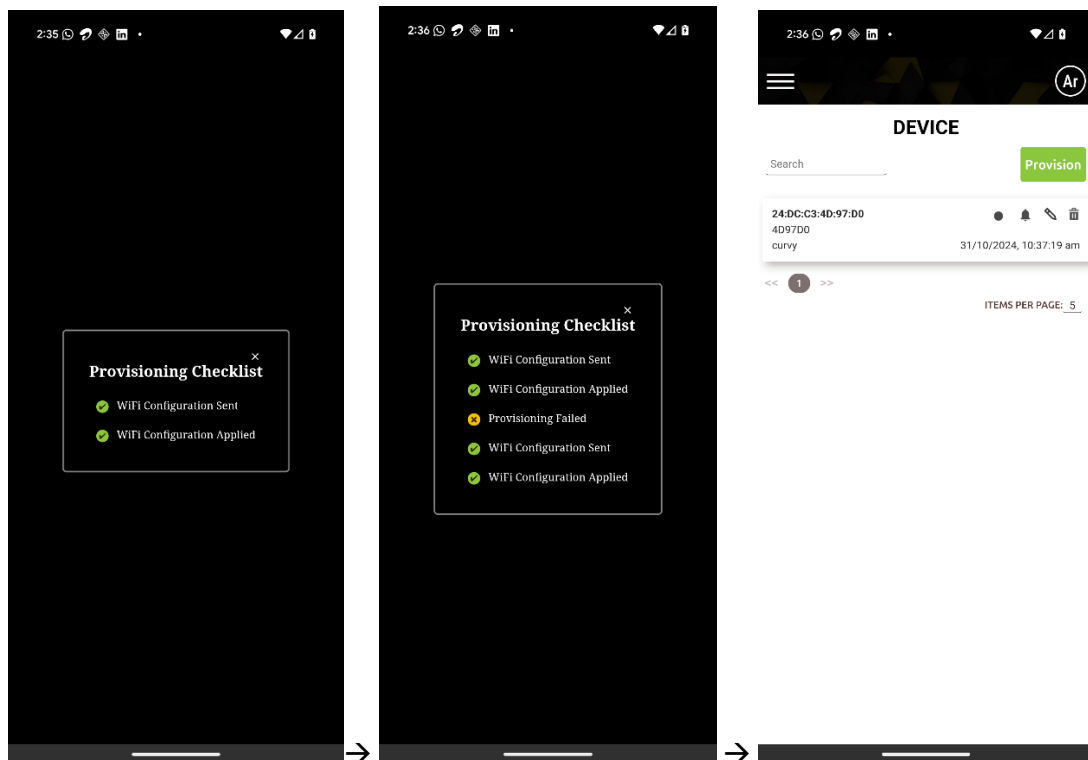 2:35
×
Provisioning Checklist
WiFi Configuration Sent
WiFi Configuration Applied
→
2:36
×
Provisioning Checklist
WiFi Configuration Sent
WiFi Configuration Applied
Provisioning Failed
WiFi Configuration Sent
WiFi Configuration Applied
→
2:36
Ar
DEVICE
Search
Provision
24:DC:C3:4D:97:D0
4D97D0
curvy 31/10/2024, 10:37:19 am
<< 1 >>
ITEMS PER PAGE: 5